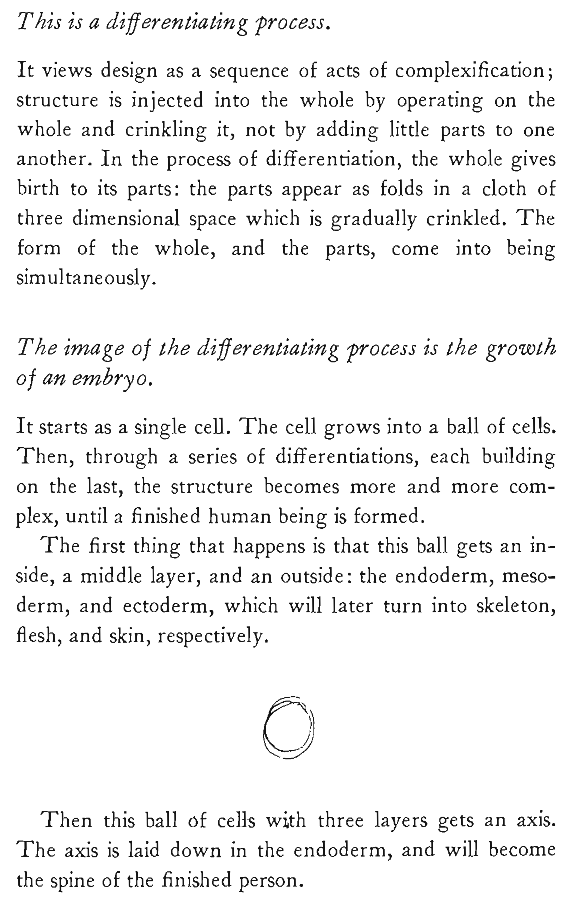 This is a differentiating process.
It views design as a sequence of acts of complexification;
structure is injected into the whole by operating on the
whole and crinkling it, not by adding little parts to one
another. In the process of differentiation, the whole gives
birth to its parts: the parts appear as folds in a cloth of
three dimensional space which is gradually crinkled. The
form of the whole, and the parts, come into being
simultaneously.
The image of the differentiating process is the growth
of an embryo.
It starts as a single cell. The cell grows into a ball of cells.
Then, through a series of differentiations, each building
on the last, the structure becomes more and more com-
plex, until a finished human being is formed.
The first thing that happens is that this ball gets an in-
side, a middle layer, and an outside: the endoderm, meso-
derm, and ectoderm, which will later turn into skeleton,
flesh, and skin, respectively.
Then this ball of cells with three layers gets an axis.
The axis is laid down in the endoderm, and will become
the spine of the finished person.